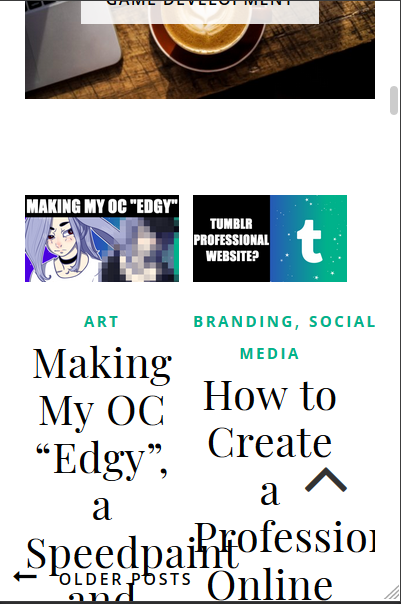 GAME DEVELOPMENT
MAKING MY OC "EDGY"
TUMBLR
PROFESSIONAL
WEBSITE?
t
ART
Making
My OC
“Edgy”,
a
Speedpaint
and
BRANDING, SOCIAL
MEDIA
How to
Create
a
Profession
Online
OLDER POSTS